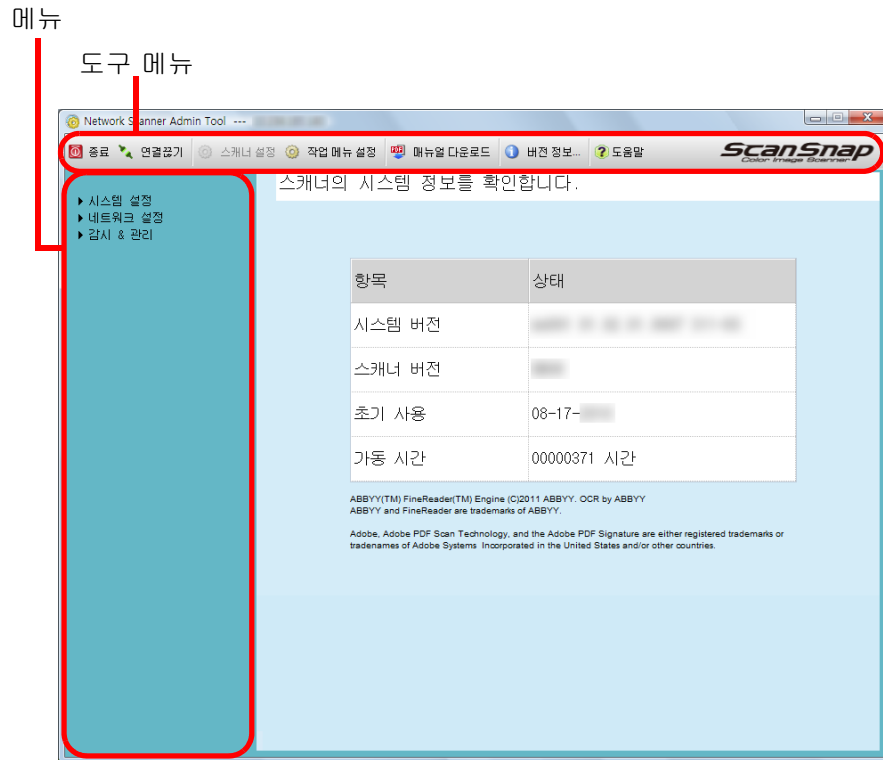 메뉴
도구 메뉴
Network Scanner Admin Tool ---
종료 연결끊기 스캐너 설정 작업 메뉴 설정 매뉴얼 다운로드 버전 정보... 도움말
ScanSnap
Color Image Scanner
스캐너의 시스템 정보를 확인합니다.
시스템 설정
네트워크 설정
감시 & 관리
항목 상태
시스템 버전
스캐너 버전
초기 사용 08-17-
가동 시간 00000371 시간
ABBYY(TM) FineReader(TM) Engine (C)2011 ABBYY. OCR by ABBYY
ABBYY and FineReader are trademarks of ABBYY.
Adobe, Adobe PDF Scan Technology, and the Adobe PDF Signature are either registered trademarks or
tradenames of Adobe Systems Incorporated in the United States and/or other countries.